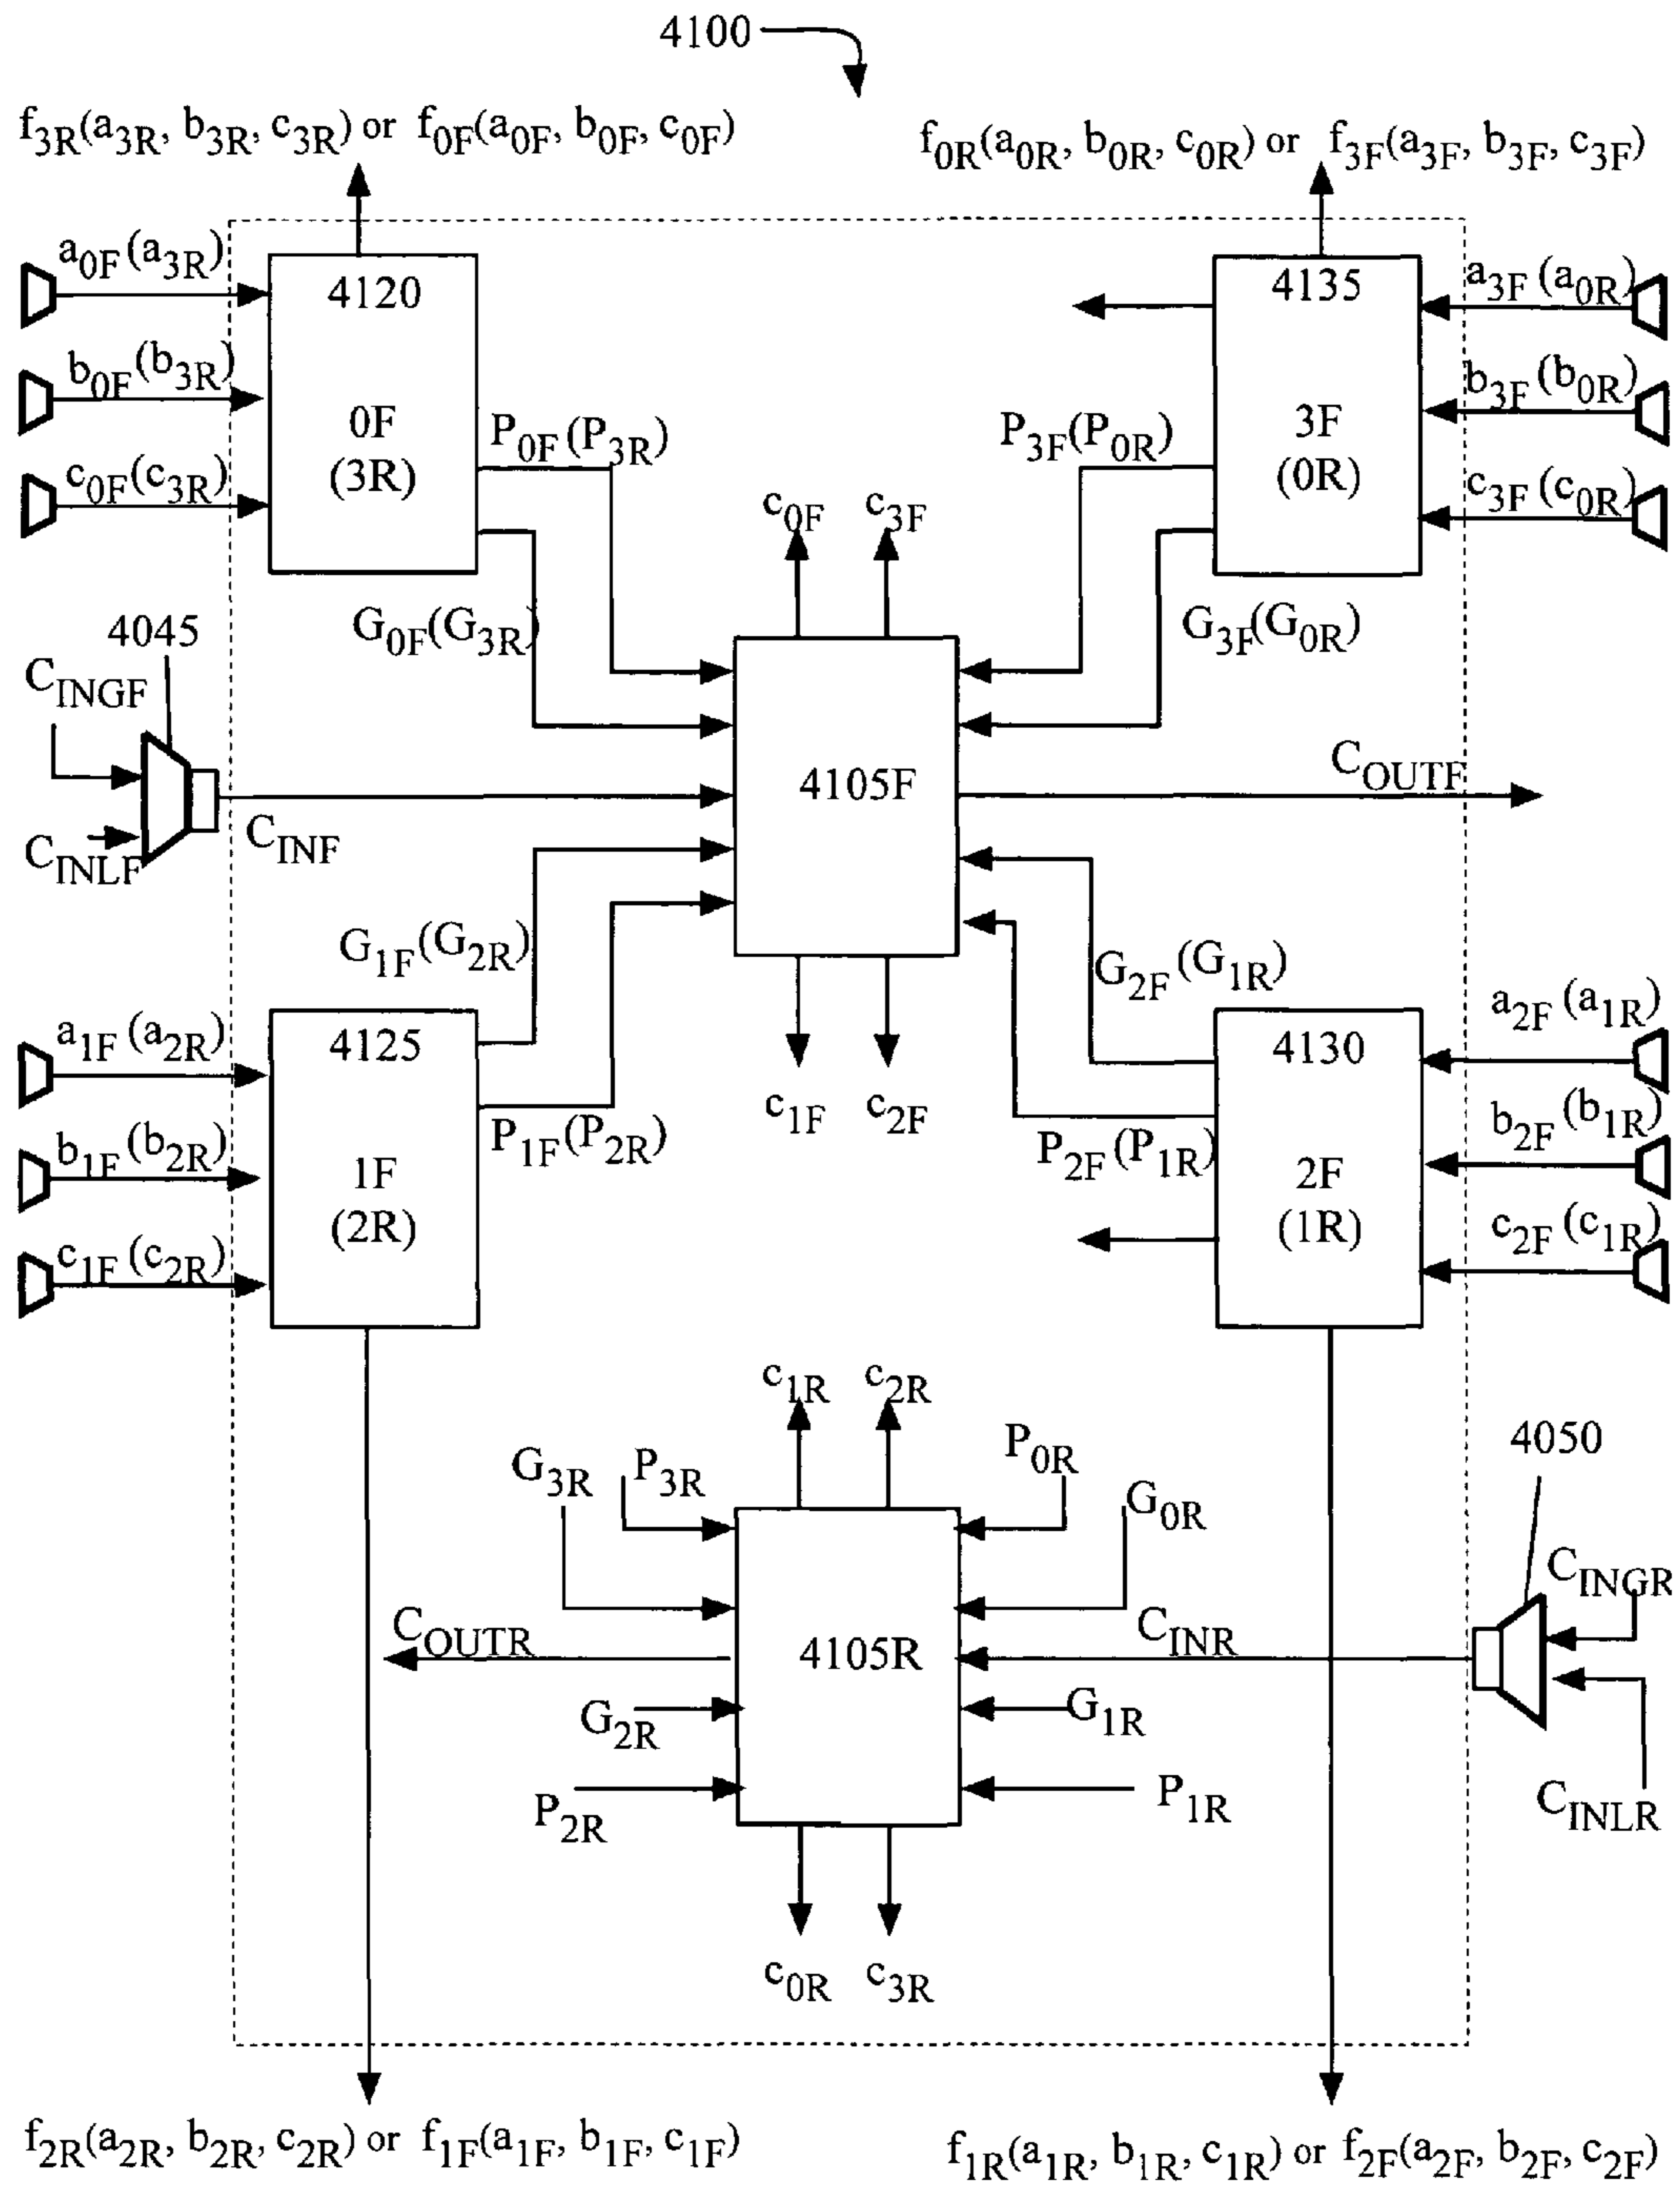 4100
f3R(a3R, b3R, c3R) or f0F(a0F, b0F, c0F)
f0R(a0R, b0R, c0R) or f3F(a3F, b3F, c3F)
a0F (a3R)
4120
4135
a3F (a0R)
b0F (b3R)
b3F (b0R)
0F
(3R)
P0F (P3R)
P3F(P0R)
3F
(0R)
c0F(c3R)
c3F (c0R)
c0F
c3F
4045
G0F(G3R)
G3F(G0R)
CINGF
4105F
COUTF
CINLF
CINF
G1F(G2R)
G2F (G1R)
a1F (a2R)
4125
4130
a2F (a1R)
c1F
c2F
b1F (b2R)
P1F(P2R)
P2F (P1R)
b2F (b1R)
1F
(2R)
2F
(1R)
c1F (c2R)
c2F (c1R)
c1R
c2R
4050
G3R
P3R
P0R
G0R
CINGR
COUTR
4105R
CINR
G2R
G1R
P2R
P1R
CINLR
c0R
c3R
f2R(a2R, b2R, c2R) or f1F(a1F, b1F, c1F)
f1R(a1R, b1R, c1R) or f2F(a2F, b2F, c2F)